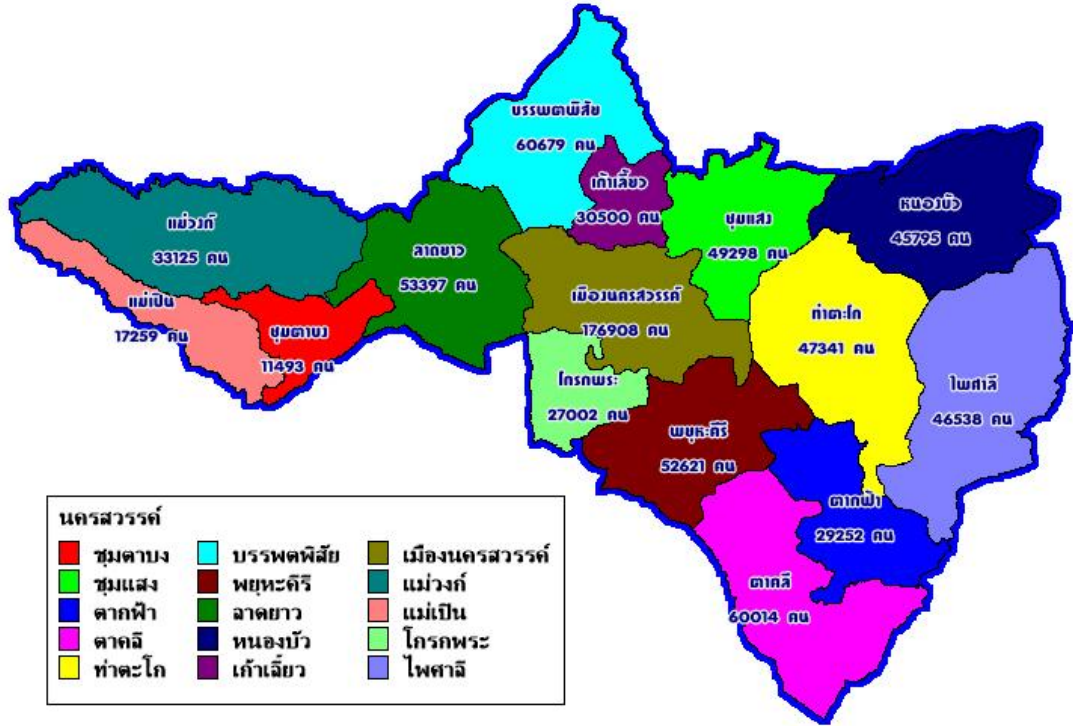 บรรพตพิสัย
60679 คน
เก้าเลี้ยว
30500 คน
ชุมแสง
49298 คน
หนองบัว
45795 คน
แม่วงก์
33125 คน
ลาดยาว
53397 คน
แม่เปิน
17259 คน
ชุมตาบง
11493 คน
เมืองนครสวรรค์
176908 คน
ท่าตะโก
47341 คน
ไพศาลี
46538 คน
โกรกพระ
27002 คน
พยุหะคีรี
52621 คน
ตากฟ้า
29252 คน
ตาคลี
60014 คน
นครสวรรค์
ชุมตาบง
บรรพตพิสัย
เมืองนครสวรรค์
ชุมแสง
พยุหะคีรี
แม่วงก์
ตากฟ้า
ลาดยาว
แม่เปิน
ตาคลี
หนองบัว
โกรกพระ
ท่าตะโก
เก้าเลี้ยว
ไพศาลี